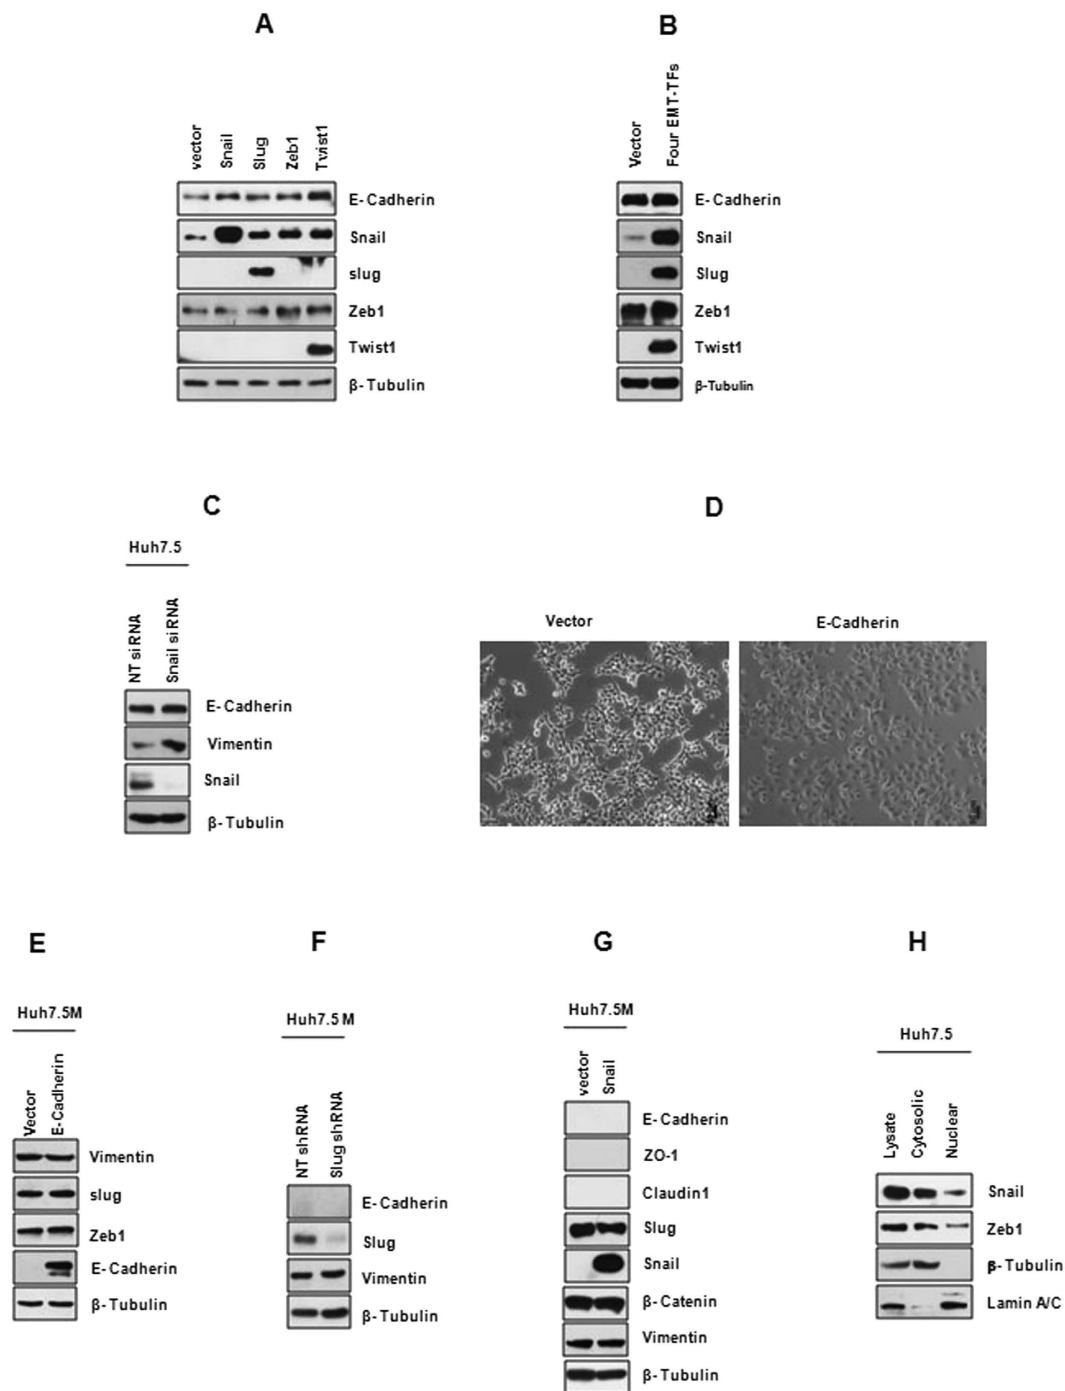 A
B
vector
Snail
Slug
Zeb1
Twist1
E-Cadherin
Snail
slug
Zeb1
Twist1
β-Tubulin
Vector
Four EMT-TFs
E-Cadherin
Snail
Slug
Zeb1
Twist1
β-Tubulin
C
D
Huh7.5
NT siRNA
Snail siRNA
E-Cadherin
Vimentin
Snail
β-Tubulin
Vector
E-Cadherin
E
F
G
H
Huh7.5M
Vector
E-Cadherin
Vimentin
slug
Zeb1
E-Cadherin
β-Tubulin
Huh7.5 M
NT shRNA
Slug shRNA
E-Cadherin
Slug
Vimentin
β-Tubulin
Huh7.5M
vector
Snail
E-Cadherin
ZO-1
Claudin1
Slug
Snail
β-Catenin
Vimentin
β-Tubulin
Huh7.5
Lysate
Cytosolic
Nuclear
Snail
Zeb1
β-Tubulin
Lamin A/C